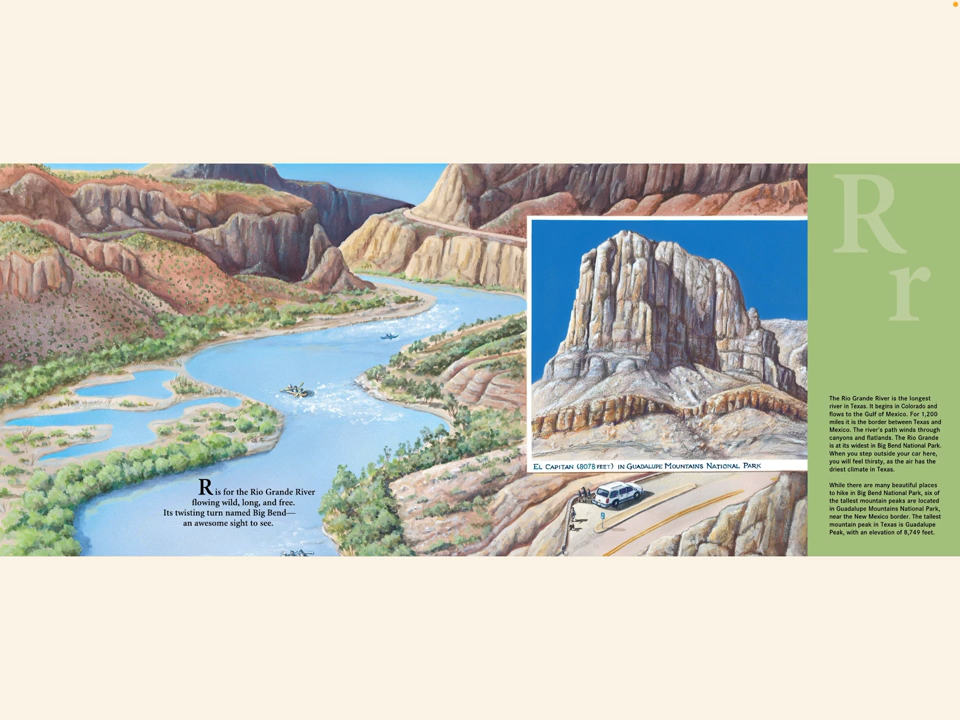 R is for the Rio Grande River
flowing wild, long, and free.
Its twisting turn named Big Bend—
an awesome sight to see.
EL CAPITAN (8078 FEET) IN GUADALUPE MOUNTAINS NATIONAL PARK
R
r
The Rio Grande River is the longest
river in Texas. It begins in Colorado and
flows to the Gulf of Mexico. For 1,200
miles it is the border between Texas and
Mexico. The river's path winds through
canyons and flatlands. The Rio Grande
is at its widest in Big Bend National Park.
When you step outside your car here,
you will feel thirsty, as the air has the
driest climate in Texas.
While there are many beautiful places
to hike in Big Bend National Park, six of
the tallest mountain peaks are located
in Guadalupe Mountains National Park,
near the New Mexico border. The tallest
mountain peak in Texas is Guadalupe
Peak, with an elevation of 8,749 feet.